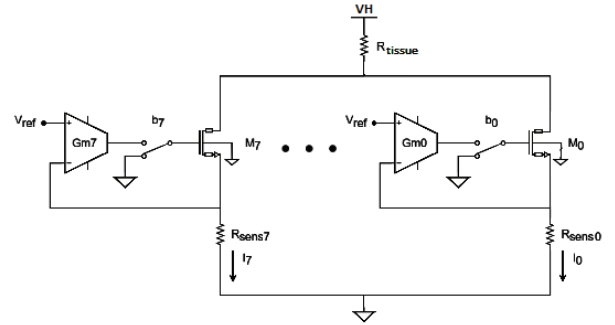 VH
Rtissue
Vref
Gm7
b7
M7
Vref
Gm0
b0
M0
Rsens7
I7
Rsens0
I0